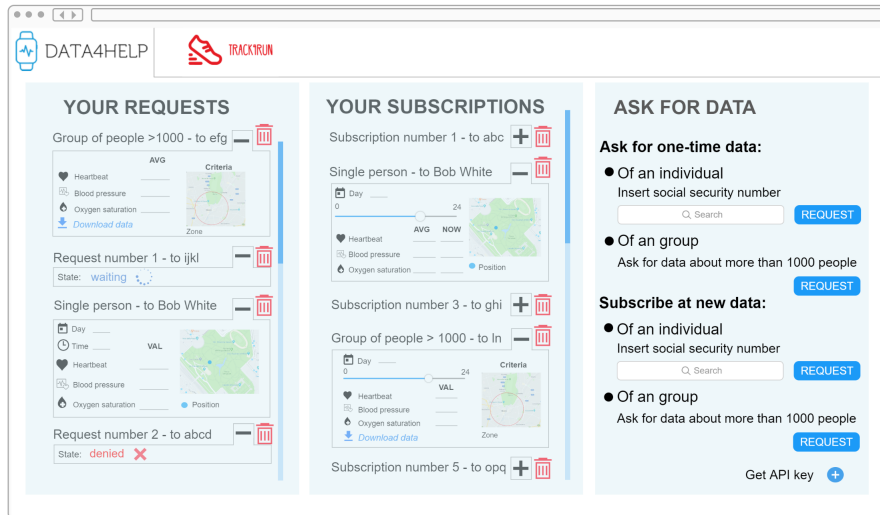 DATA4HELP
TRACK4RUN
YOUR REQUESTS
Group of people >1000 - to efg
AVG
Criteria
Heartbeat
Blood pressure
Oxygen saturation
Download data
Zone
Request number 1 - to ijkl
State: waiting
Single person - to Bob White
Day
Time
VAL
Heartbeat
Blood pressure
Oxygen saturation
Position
Request number 2 - to abcd
State: denied
YOUR SUBSCRIPTIONS
Subscription number 1 - to abc
Single person - to Bob White
Day
0 24
AVG NOW
Heartbeat
Blood pressure
Oxygen saturation
Position
Subscription number 3 - to ghi
Group of people > 1000 - to ln
Day
0 24
Criteria
VAL
Heartbeat
Blood pressure
Oxygen saturation
Download data
Zone
Subscription number 5 - to opq
ASK FOR DATA
Ask for one-time data:
Of an individual
Insert social security number
Search REQUEST
Of an group
Ask for data about more than 1000 people
REQUEST
Subscribe at new data:
Of an individual
Insert social security number
Search REQUEST
Of an group
Ask for data about more than 1000 people
REQUEST
Get API key